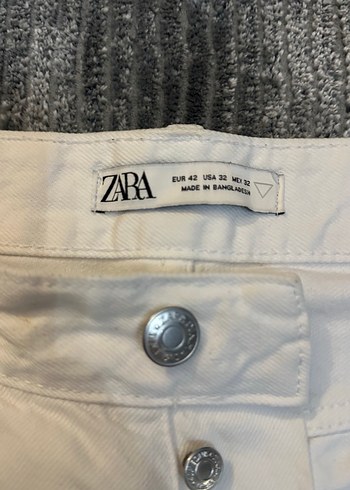 ZARA
EUR 42 USA 32 MEX 32
MADE IN BANGLADESH